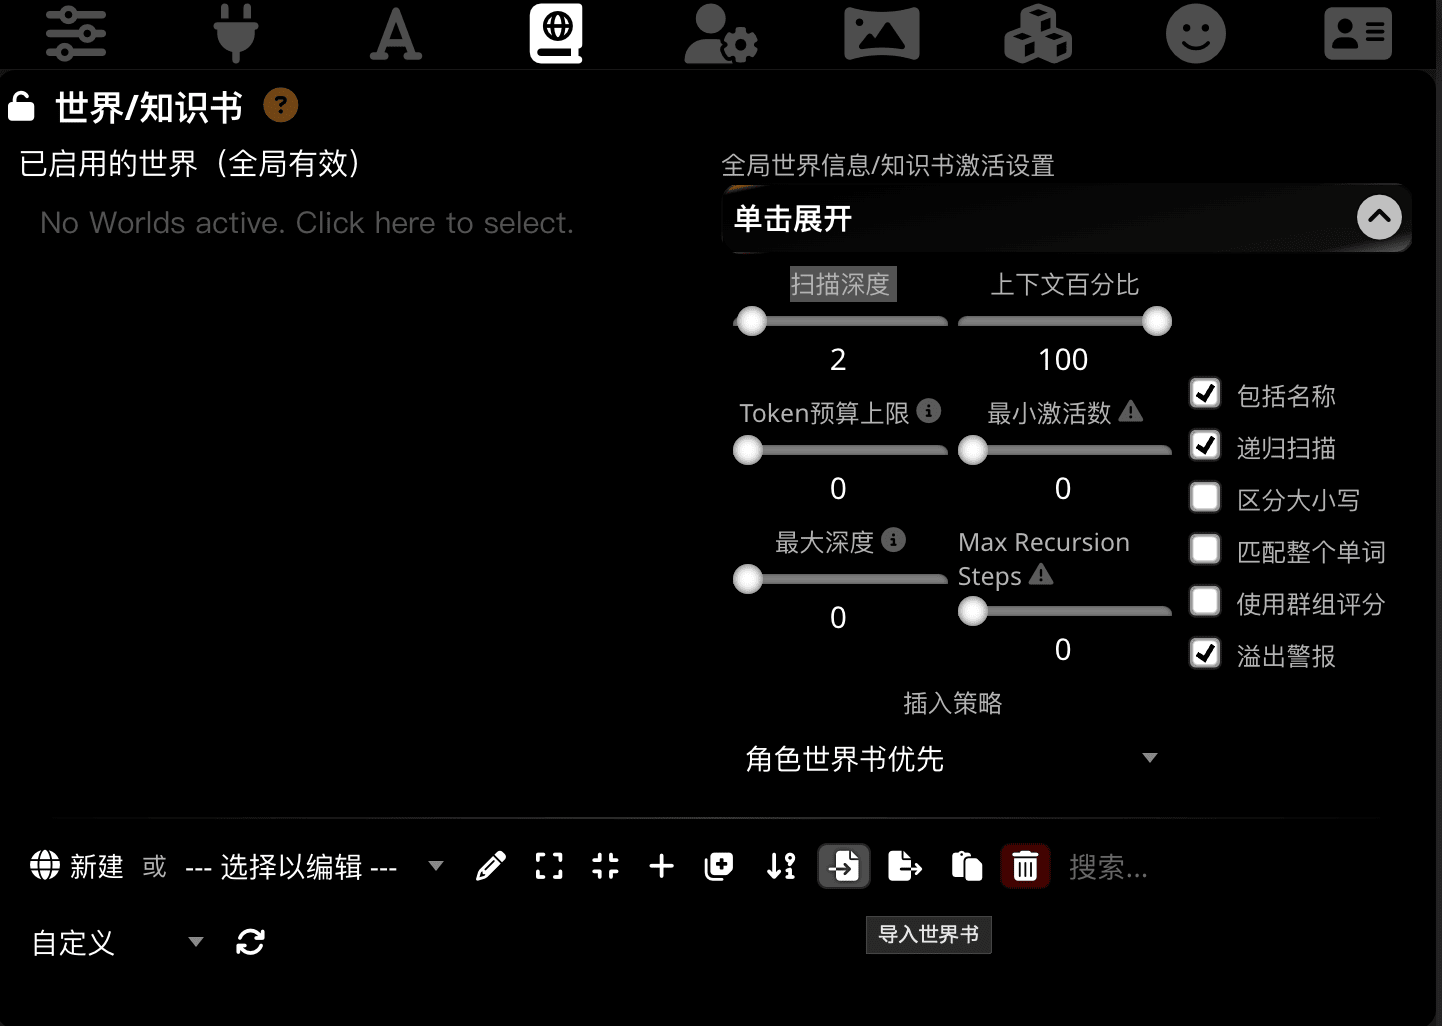 世界/知识书
已启用的世界（全局有效）
No Worlds active. Click here to select.
全局世界信息/知识书激活设置
单击展开
扫描深度
2
上下文百分比
100
Token预算上限
0
最小激活数
0
最大深度
0
Max Recursion
Steps
0
包括名称
递归扫描
区分大小写
匹配整个单词
使用群组评分
溢出警报
插入策略
角色世界书优先
新建 或 --- 选择以编辑 --- 搜索...
自定义
导入世界书